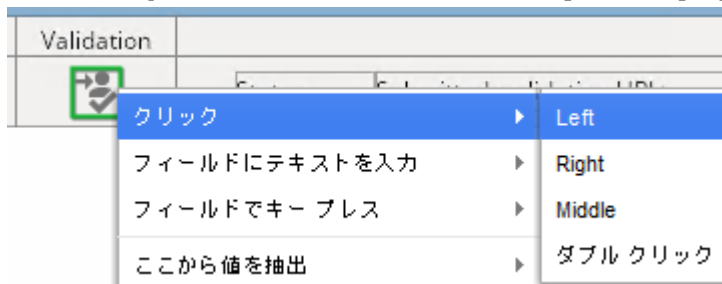 Validation
クリック
Left
フィールドにテキストを入力
Right
フィールドでキー プレス
Middle
ここから値を抽出
ダブル クリック